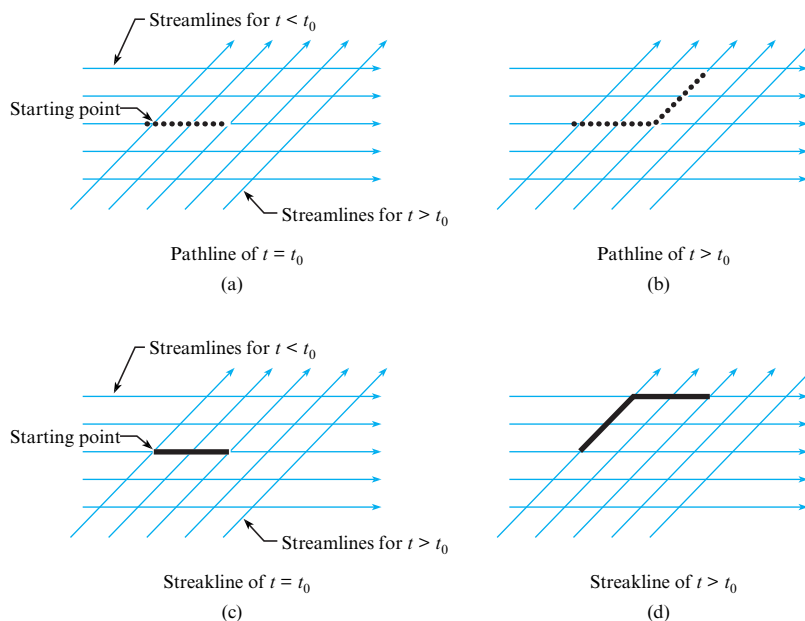 Streamlines for t < t₀
Starting point
Streamlines for t > t₀
Pathline of t = t₀
(a)
Pathline of t > t₀
(b)
Streamlines for t < t₀
Starting point
Streamlines for t > t₀
Streakline of t = t₀
(c)
Streakline of t > t₀
(d)